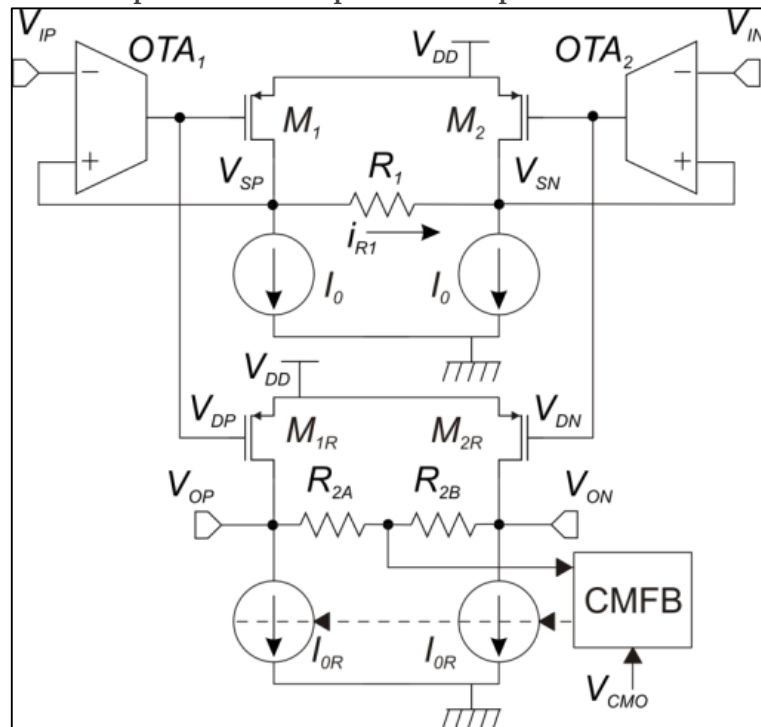 V_IP
OTA_1
V_DD
OTA_2
V_IN
−
−
M_1
M_2
+
+
V_SP
R_1
V_SN
i_R1
I_0
I_0
V_DD
V_DP
M_1R
M_2R
V_DN
V_OP
R_2A
R_2B
V_ON
CMFB
I_0R
I_0R
V_CMO